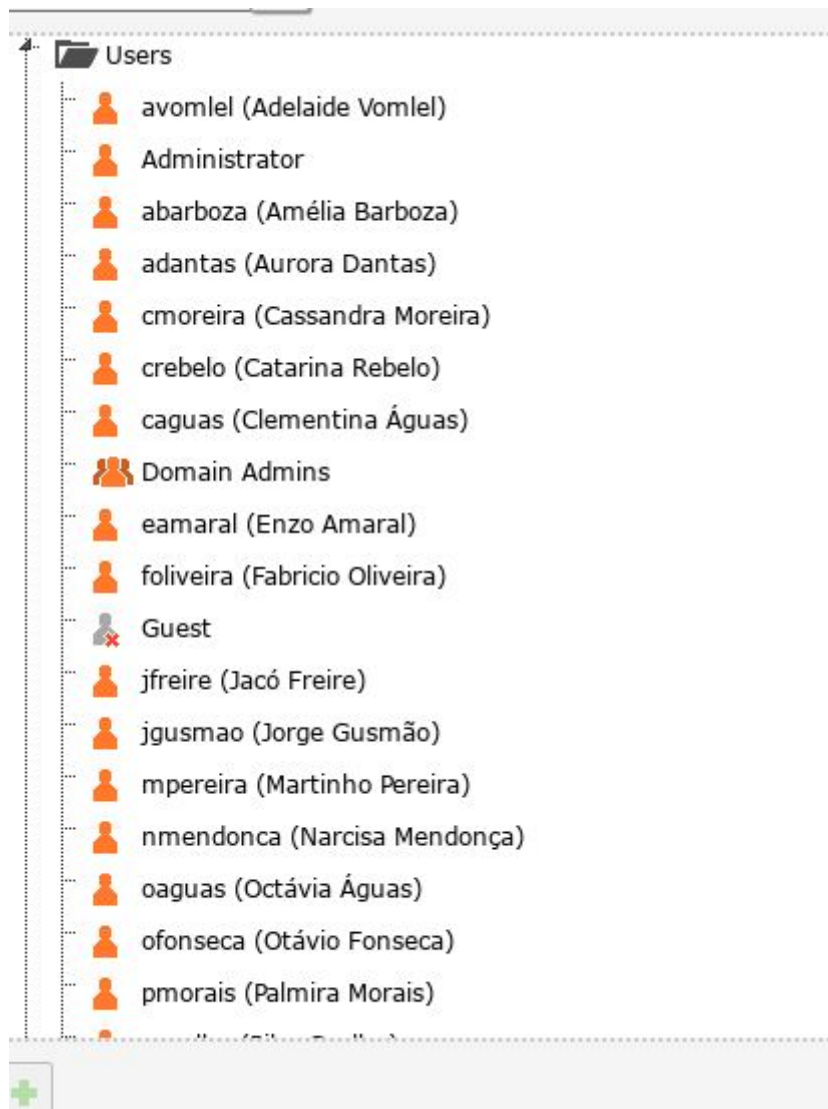 Users
avomlel (Adelaide Vomlel)
Administrator
abarboza (Amélia Barboza)
adantas (Aurora Dantas)
cmoreira (Cassandra Moreira)
crebelo (Catarina Rebelo)
caguas (Clementina Águas)
Domain Admins
eamaral (Enzo Amaral)
foliveira (Fabricio Oliveira)
Guest
jfreire (Jacó Freire)
jgusmao (Jorge Gusmão)
mpereira (Martinho Pereira)
nmendonca (Narcisa Mendonça)
oaguas (Octávia Águas)
ofonseca (Otávio Fonseca)
pmorais (Palmira Morais)